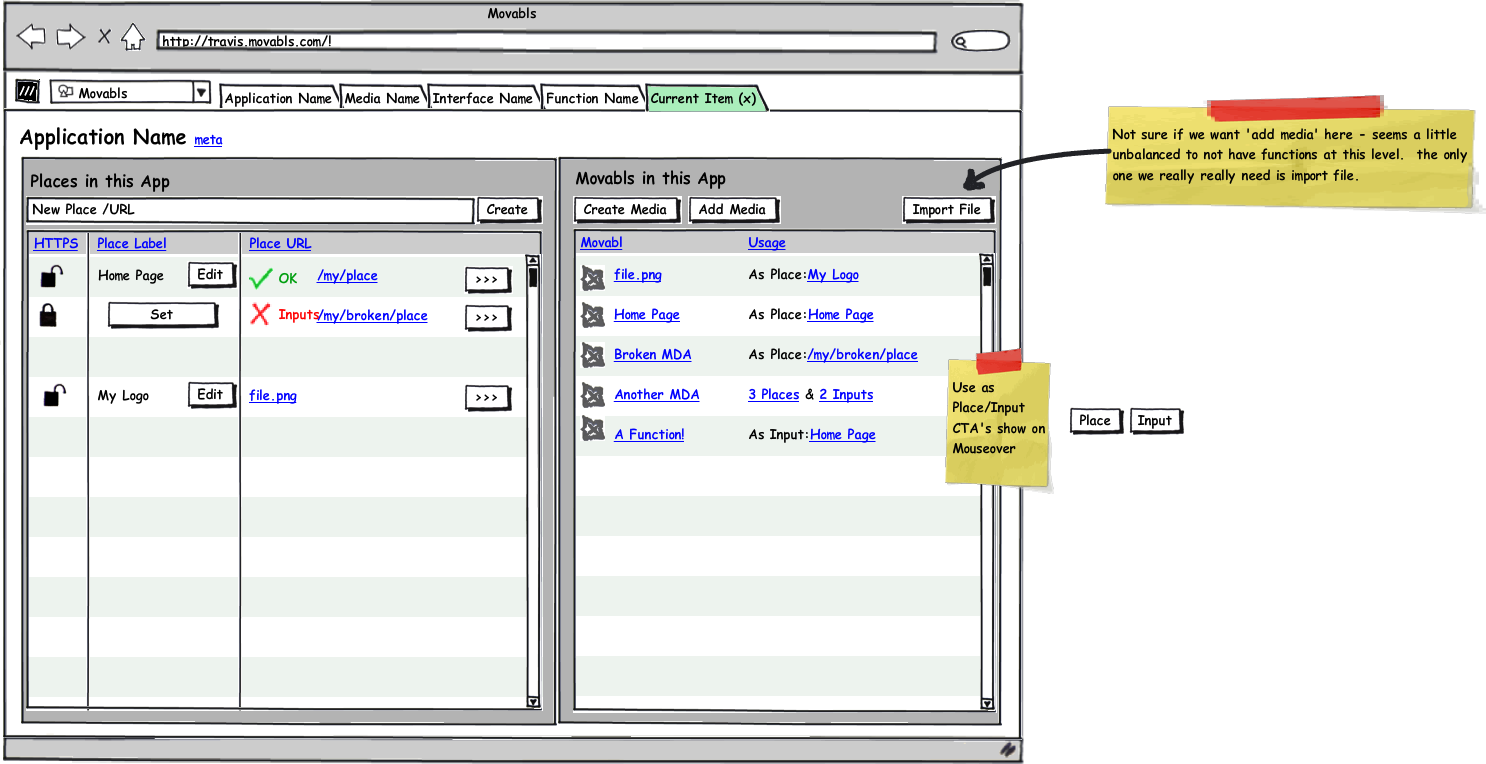 Movabls
http://travis.movabls.com/!
Movabls
Application Name
Media Name
Interface Name
Function Name
Current Item (x)
Application Name meta
Places in this App
New Place /URL
Create
HTTPS Place Label Place URL
Home Page Edit OK /my/place >>>
Set Inputs /my/broken/place >>>
My Logo Edit file.png >>>
Movabls in this App
Create Media Add Media Import File
Movabl Usage
file.png As Place:My Logo
Home Page As Place:Home Page
Broken MDA As Place:/my/broken/place
Another MDA 3 Places & 2 Inputs
A Function! As Input:Home Page
Not sure if we want 'add media' here - seems a little
unbalanced to not have functions at this level. the only
one we really really need is import file.
Use as
Place/Input
CTA's show on
Mouseover
Place Input